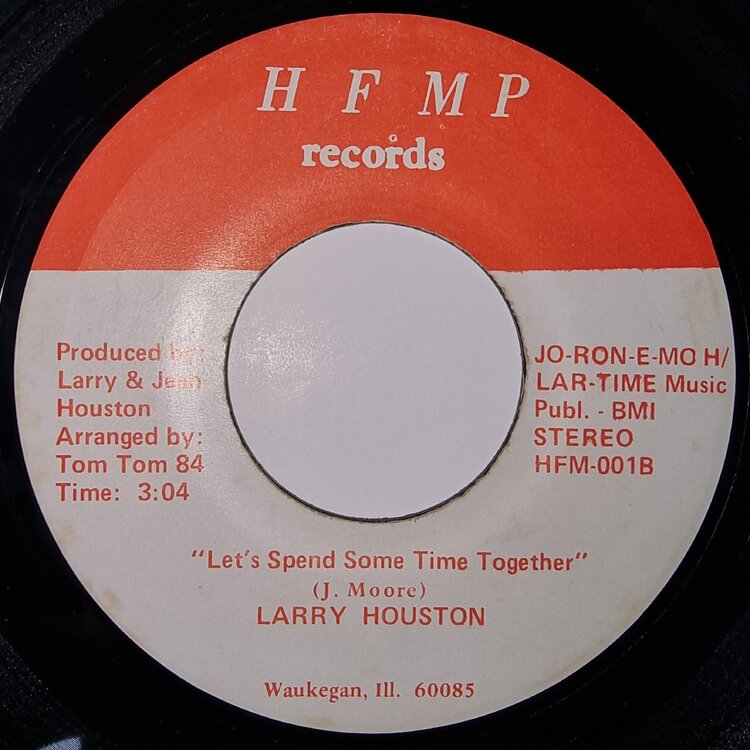 H F M P
records
Produced by:
Larry & Jean
Houston
Arranged by:
Tom Tom 84
Time: 3:04
JO-RON-E-MO H/
LAR-TIME Music
Publ. - BMI
STEREO
HFM-001B
"Let's Spend Some Time Together"
(J. Moore)
LARRY HOUSTON
Waukegan, Ill. 60085